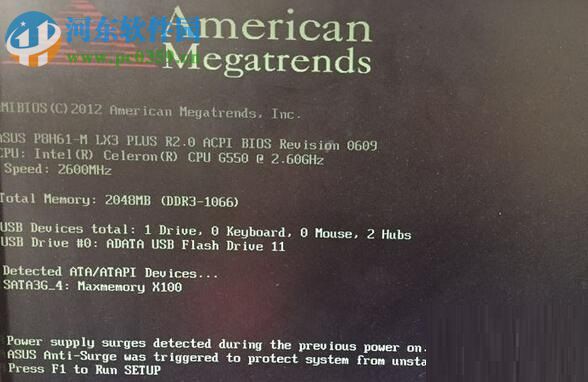 河东软件园
www.pc0359.cn
American
Megatrends
AMIBIOS(C)2012 American Megatrends, Inc.
ASUS P8H61-M LX3 PLUS R2.0 ACPI BIOS Revision 0609
CPU: Intel(R) Celeron(R) CPU G550 @ 2.60GHz
Speed: 2600MHz
Total Memory: 2048MB (DDR3-1066)
USB Devices total: 1 Drive, 0 Keyboard, 0 Mouse, 2 Hubs
USB Drive #0: ADATA USB Flash Drive 11
Detected ATA/ATAPI Devices...
SATA3G_4: Maxmemory X100
Power supply surges detected during the previous power on.
ASUS Anti-Surge was triggered to protect system from unsta
Press F1 to Run SETUP